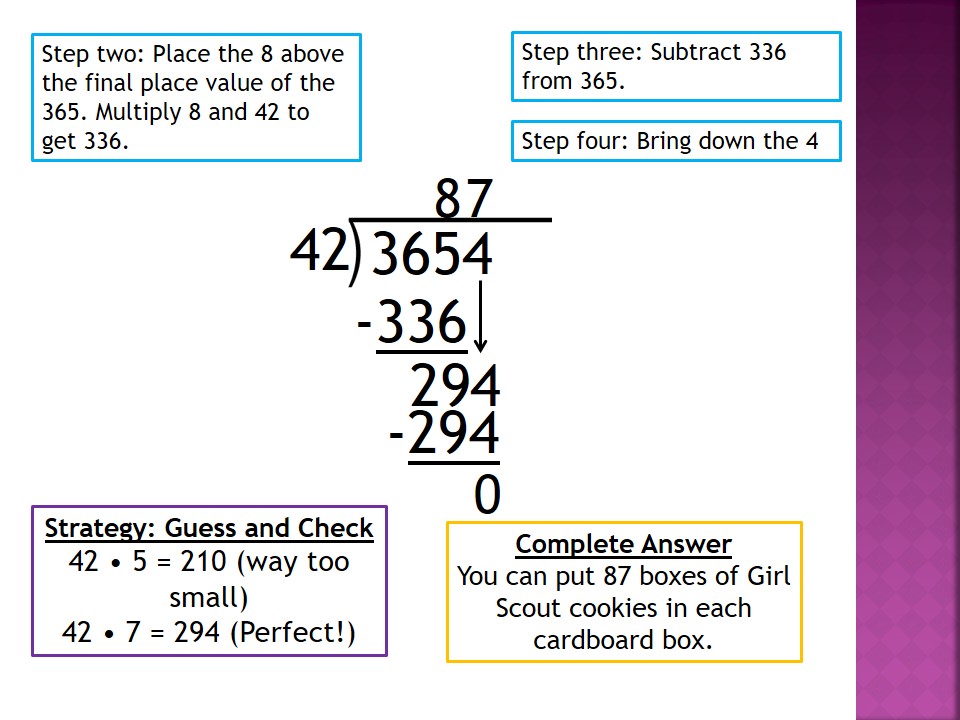 Step two: Place the 8 above
the final place value of the
365. Multiply 8 and 42 to
get 336.
Step three: Subtract 336
from 365.
Step four: Bring down the 4
87
42)3654
-336
294
-294
0
Strategy: Guess and Check
42 • 5 = 210 (way too
small)
42 • 7 = 294 (Perfect!)
Complete Answer
You can put 87 boxes of Girl
Scout cookies in each
cardboard box.